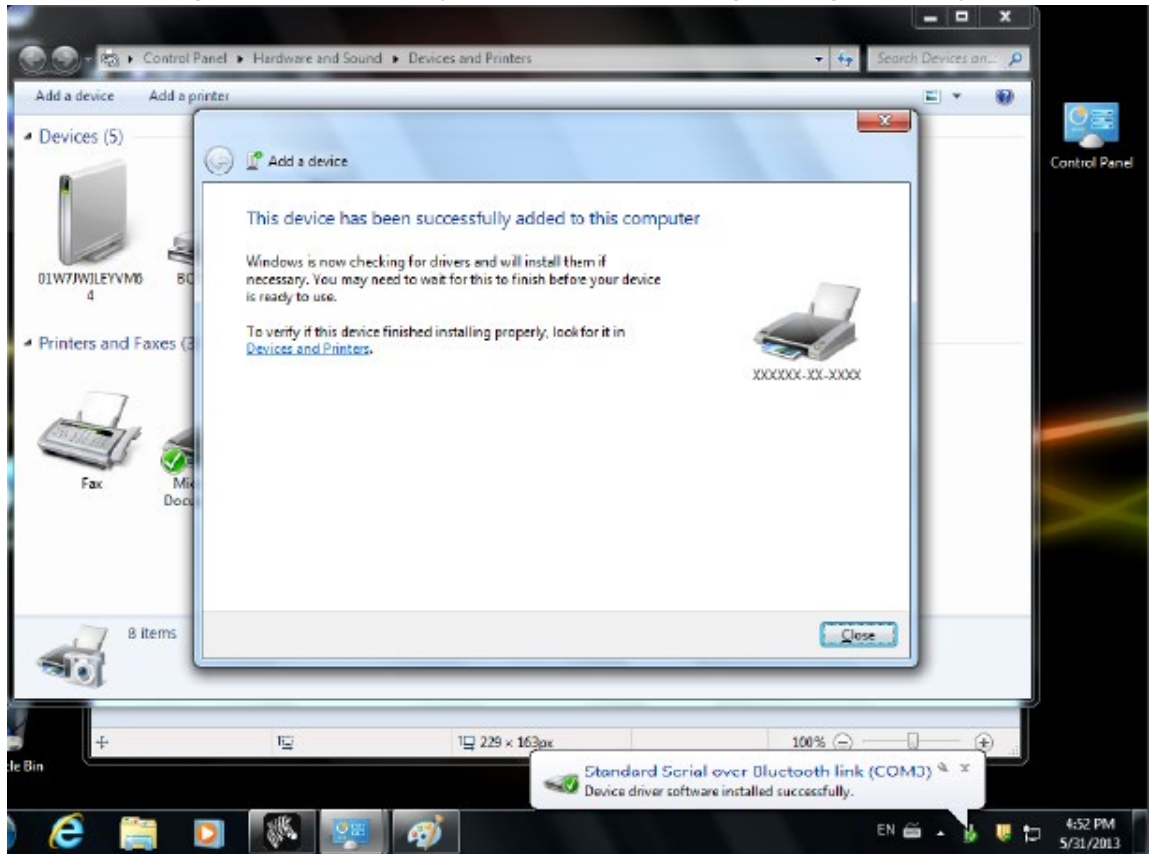 Control Panel ▸ Hardware and Sound ▸ Devices and Printers
Search Devices an...
Add a device Add a printer
Devices (5)
Control Panel
Add a device
This device has been successfully added to this computer
Windows is now checking for drivers and will install them if
necessary. You may need to wait for this to finish before your device
is ready to use.
To verify if this device finished installing properly, look for it in
Devices and Printers.
XXXXXX-XX-XXXX
4
Printers and Faxes (3
Fax
Mic
Docu
8 items
Close
229 × 163px
100%
le Bin
Standard Serial over Bluetooth link
Device driver software installed successfully.
EN
4:52 PM
5/31/2013